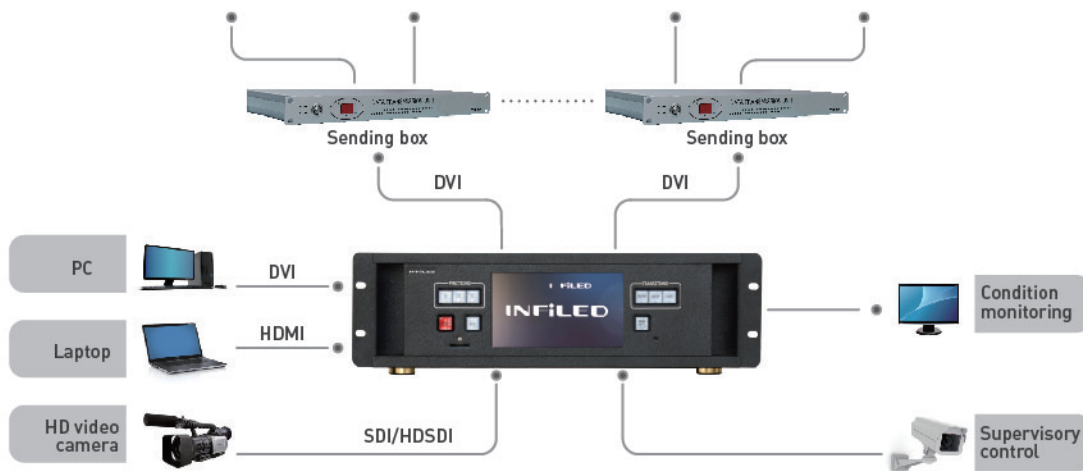 Sending box
Sending box
DVI
DVI
PC
DVI
INFiLED
INFiLED
Condition
monitoring
Laptop
HDMI
HD video
camera
SDI/HDSDI
Supervisory
control